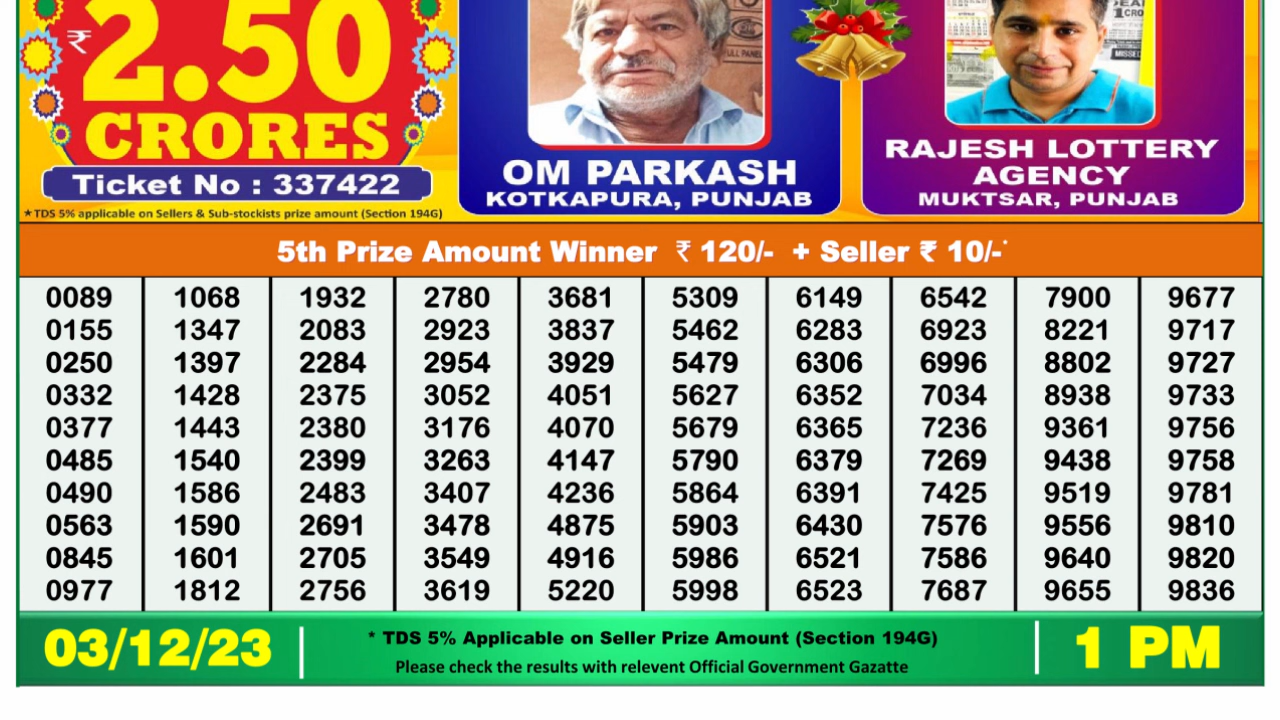 ₹ 2.50
CRORES
Ticket No : 337422
★TDS 5% applicable on Sellers & Sub-stockists prize amount (Section 194G)
OM PARKASH
KOTKAPURA, PUNJAB
RAJESH LOTTERY
AGENCY
MUKTSAR, PUNJAB
5th Prize Amount Winner ₹ 120/- + Seller ₹ 10/-*
0089 1068 1932 2780 3681 5309 6149 6542 7900 9677
0155 1347 2083 2923 3837 5462 6283 6923 8221 9717
0250 1397 2284 2954 3929 5479 6306 6996 8802 9727
0332 1428 2375 3052 4051 5627 6352 7034 8938 9733
0377 1443 2380 3176 4070 5679 6365 7236 9361 9756
0485 1540 2399 3263 4147 5790 6379 7269 9438 9758
0490 1586 2483 3407 4236 5864 6391 7425 9519 9781
0563 1590 2691 3478 4875 5903 6430 7576 9556 9810
0845 1601 2705 3549 4916 5986 6521 7586 9640 9820
0977 1812 2756 3619 5220 5998 6523 7687 9655 9836
03/12/23
* TDS 5% Applicable on Seller Prize Amount (Section 194G)
Please check the results with relevent Official Government Gazatte
1 PM